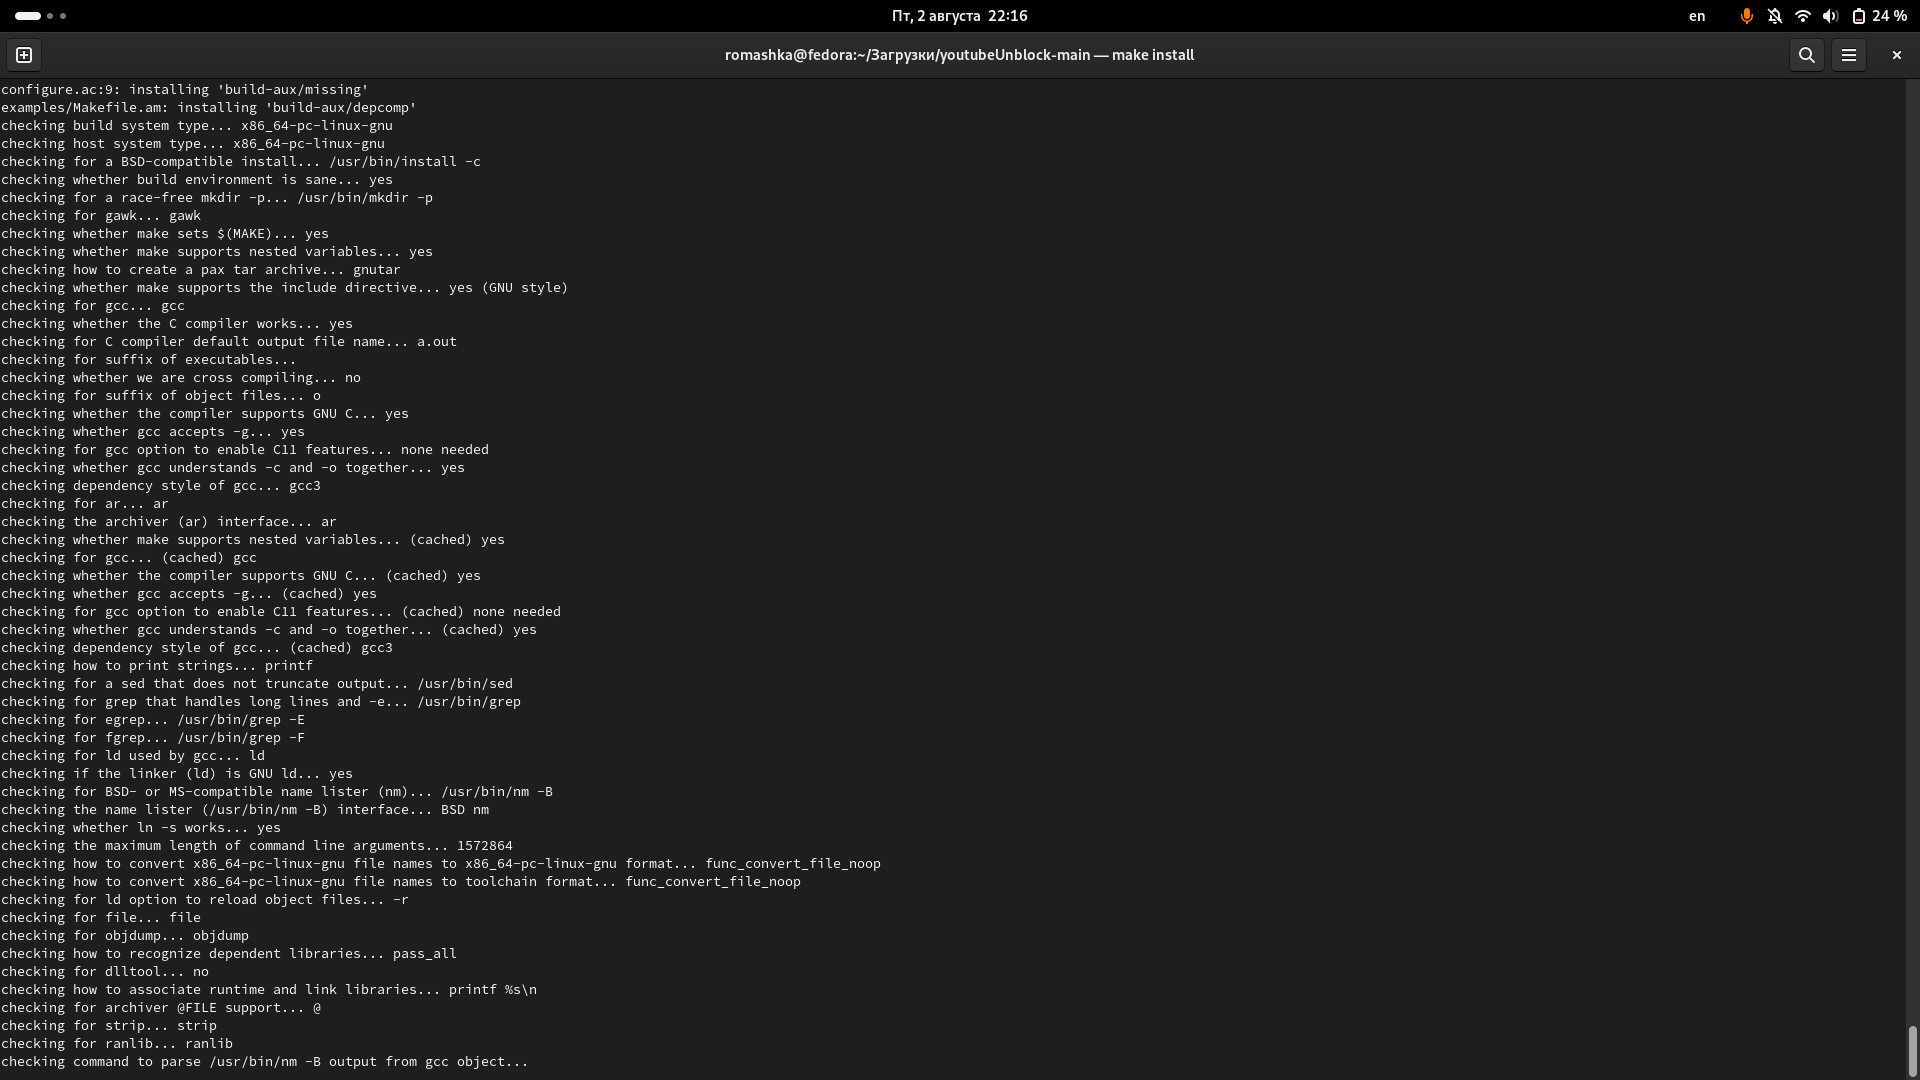 Пт, 2 августа 22:16
en
24 %
romashka@fedora:~/Загрузки/youtubeUnblock-main — make install
configure.ac:9: installing 'build-aux/missing'
examples/Makefile.am: installing 'build-aux/depcomp'
checking build system type... x86_64-pc-linux-gnu
checking host system type... x86_64-pc-linux-gnu
checking for a BSD-compatible install... /usr/bin/install -c
checking whether build environment is sane... yes
checking for a race-free mkdir -p... /usr/bin/mkdir -p
checking for gawk... gawk
checking whether make sets $(MAKE)... yes
checking whether make supports nested variables... yes
checking how to create a pax tar archive... gnutar
checking whether make supports the include directive... yes (GNU style)
checking for gcc... gcc
checking whether the C compiler works... yes
checking for C compiler default output file name... a.out
checking for suffix of executables...
checking whether we are cross compiling... no
checking for suffix of object files... o
checking whether the compiler supports GNU C... yes
checking whether gcc accepts -g... yes
checking for gcc option to enable C11 features... none needed
checking whether gcc understands -c and -o together... yes
checking dependency style of gcc... gcc3
checking for ar... ar
checking the archiver (ar) interface... ar
checking whether make supports nested variables... (cached) yes
checking for gcc... (cached) gcc
checking whether the compiler supports GNU C... (cached) yes
checking whether gcc accepts -g... (cached) yes
checking for gcc option to enable C11 features... (cached) none needed
checking whether gcc understands -c and -o together... (cached) yes
checking dependency style of gcc... (cached) gcc3
checking how to print strings... printf
checking for a sed that does not truncate output... /usr/bin/sed
checking for grep that handles long lines and -e... /usr/bin/grep
checking for egrep... /usr/bin/grep -E
checking for fgrep... /usr/bin/grep -F
checking for ld used by gcc... ld
checking if the linker (ld) is GNU ld... yes
checking for BSD- or MS-compatible name lister (nm)... /usr/bin/nm -B
checking the name lister (/usr/bin/nm -B) interface... BSD nm
checking whether ln -s works... yes
checking the maximum length of command line arguments... 1572864
checking how to convert x86_64-pc-linux-gnu file names to x86_64-pc-linux-gnu format... func_convert_file_noop
checking how to convert x86_64-pc-linux-gnu file names to toolchain format... func_convert_file_noop
checking for ld option to reload object files... -r
checking for file... file
checking for objdump... objdump
checking how to recognize dependent libraries... pass_all
checking for dlltool... no
checking how to associate runtime and link libraries... printf %s\n
checking for archiver @FILE support... @
checking for strip... strip
checking for ranlib... ranlib
checking command to parse /usr/bin/nm -B output from gcc object...